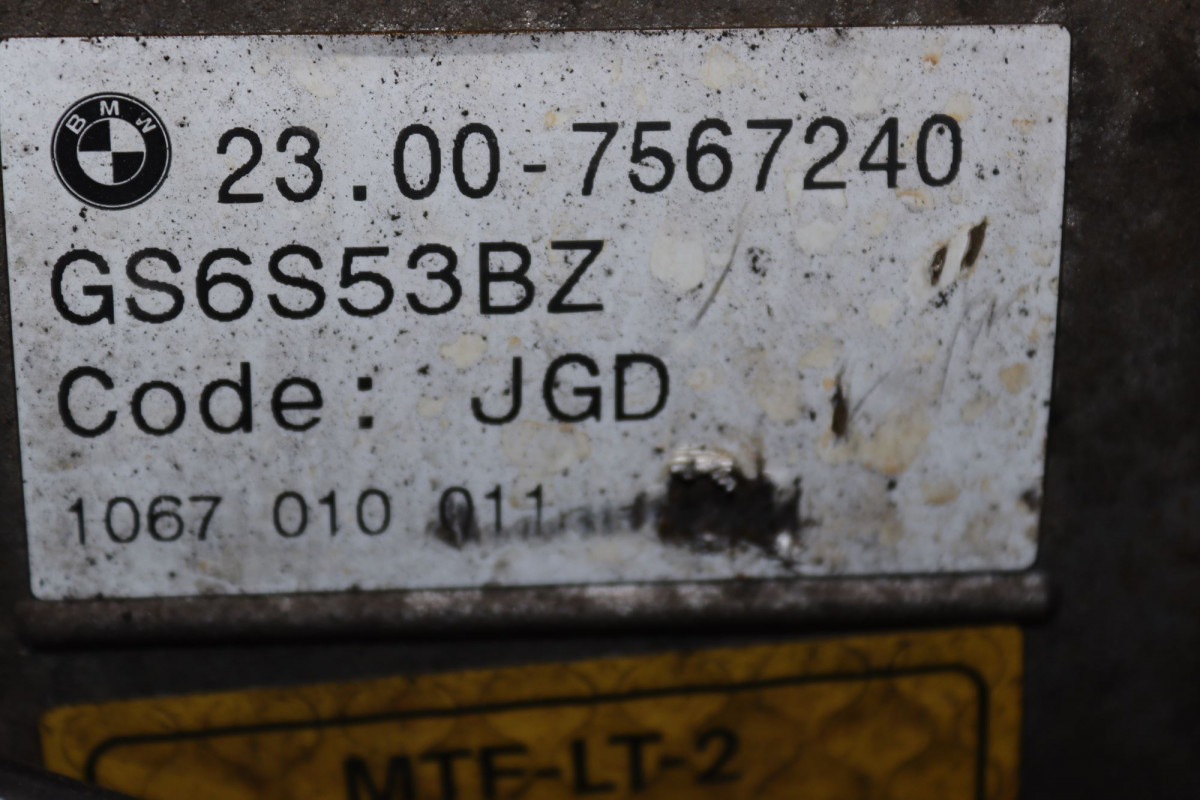 BMW
23.00-7567240
GS6S53BZ
Code: JGD
1067 010 011
MTF-LT-2